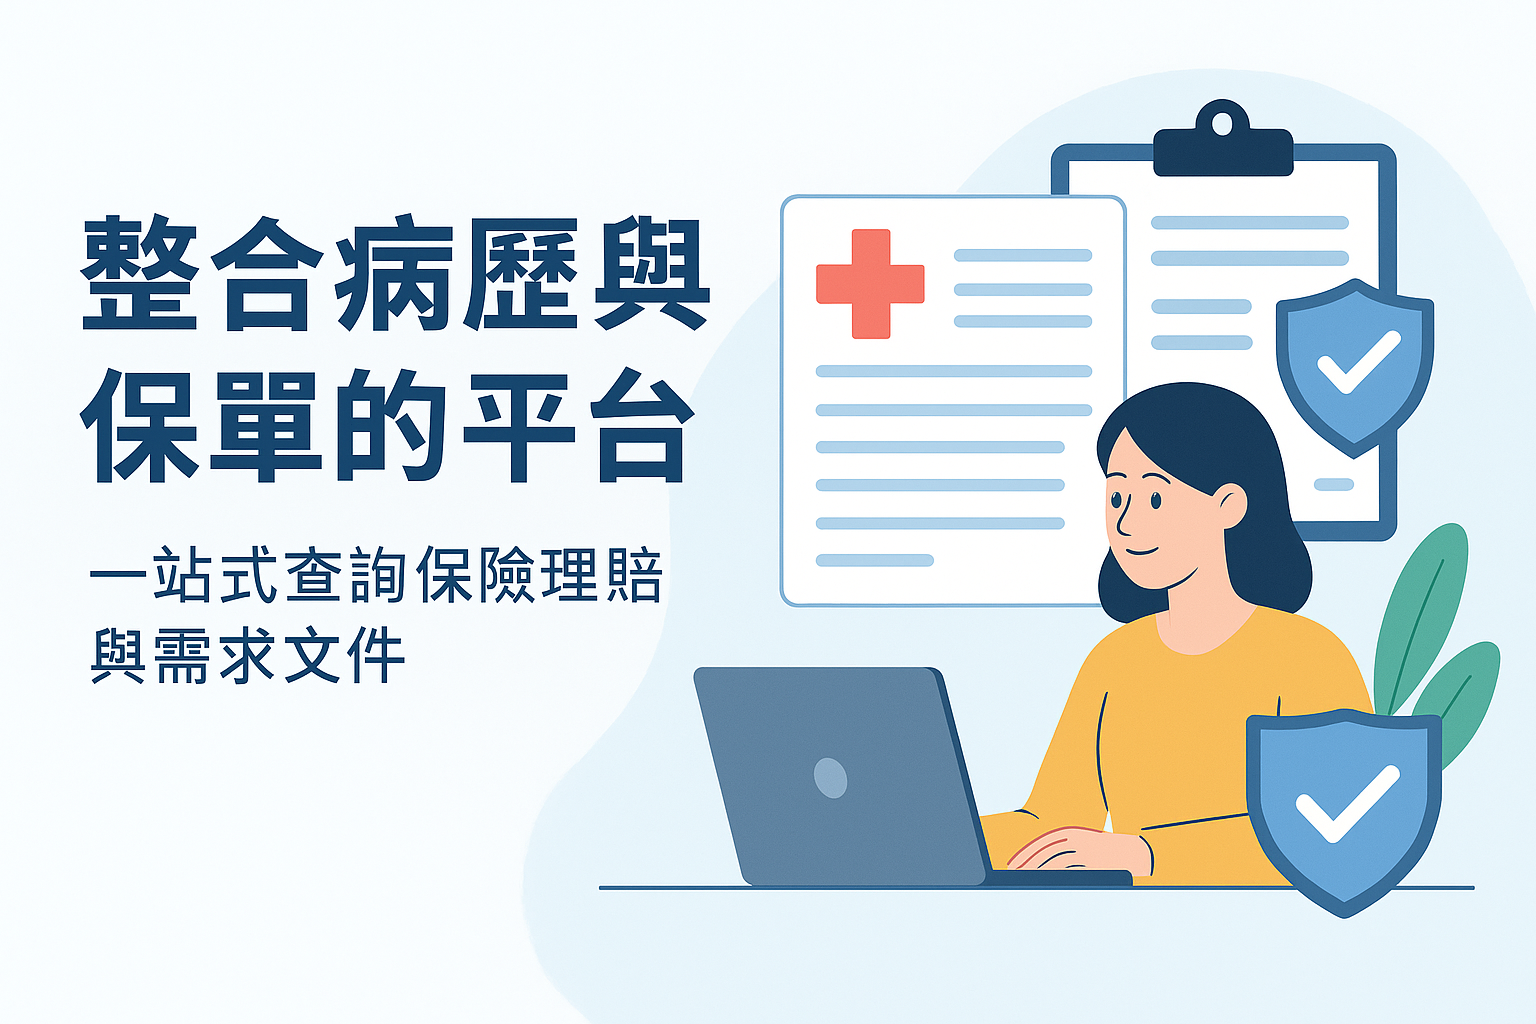 整合病歷與
保單的平台
一站式查詢保險理賠
與需求文件